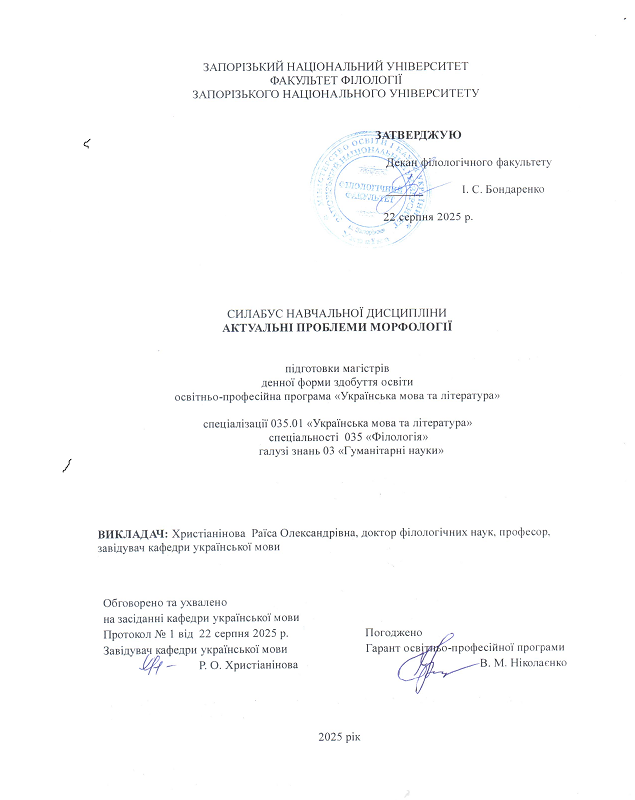 ЗАПОРІЗЬКИЙ НАЦІОНАЛЬНИЙ УНІВЕРСИТЕТ
ФАКУЛЬТЕТ ФІЛОЛОГІЇ
ЗАПОРІЗЬКОГО НАЦІОНАЛЬНОГО УНІВЕРСИТЕТУ
ЗАТВЕРДЖУЮ
Декан філологічного факультету
І. С. Бондаренко
22 серпня 2025 р.
ФІЛОЛОГІЧНИЙ
ФАКУЛЬТЕТ
СИЛАБУС НАВЧАЛЬНОЇ ДИСЦИПЛІНИ
АКТУАЛЬНІ ПРОБЛЕМИ МОРФОЛОГІЇ
підготовки магістрів
денної форми здобуття освіти
освітньо-професійна програма «Українська мова та література»
спеціалізації 035.01 «Українська мова та література»
спеціальності 035 «Філологія»
галузі знань 03 «Гуманітарні науки»
ВИКЛАДАЧ: Христіанінова Раїса Олександрівна, доктор філологічних наук, професор,
завідувач кафедри української мови
Обговорено та ухвалено
на засіданні кафедри української мови
Протокол № 1 від 22 серпня 2025 р.
Завідувач кафедри української мови
Р. О. Христіанінова
Погоджено
Гарант освітньо-професійної програми
В. М. Ніколаєнко
2025 рік